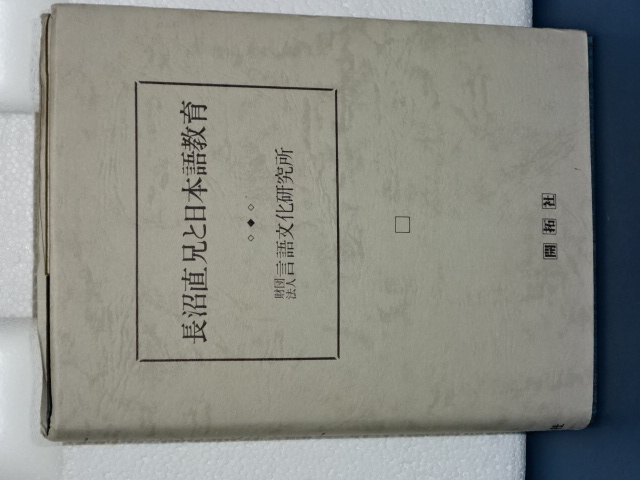 長沼直兄と日本語教育
財団法人 言語文化研究所
開拓社